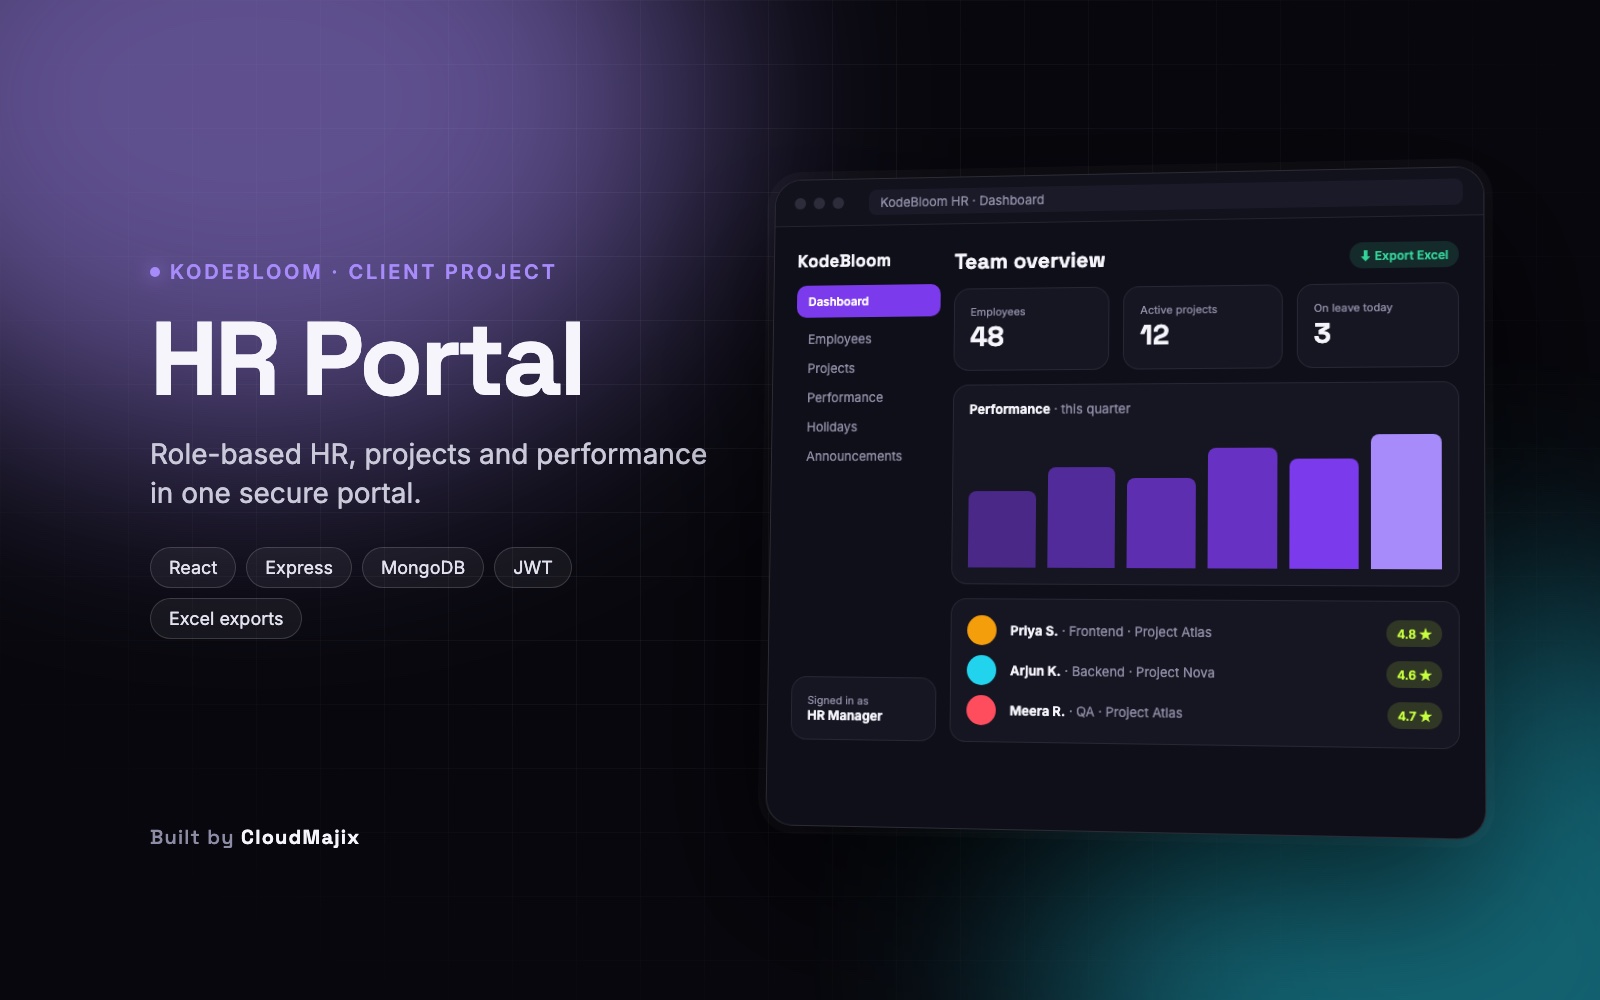 KODEBLOOM · CLIENT PROJECT
HR Portal
Role-based HR, projects and performance
in one secure portal.
React
Express
MongoDB
JWT
Excel exports
Built by CloudMajix
KodeBloom HR · Dashboard
KodeBloom
Dashboard
Employees
Projects
Performance
Holidays
Announcements
Signed in as
HR Manager
Team overview
⬇ Export Excel
Employees
48
Active projects
12
On leave today
3
Performance · this quarter
Priya S. · Frontend · Project Atlas
4.8 ★
Arjun K. · Backend · Project Nova
4.6 ★
Meera R. · QA · Project Atlas
4.7 ★